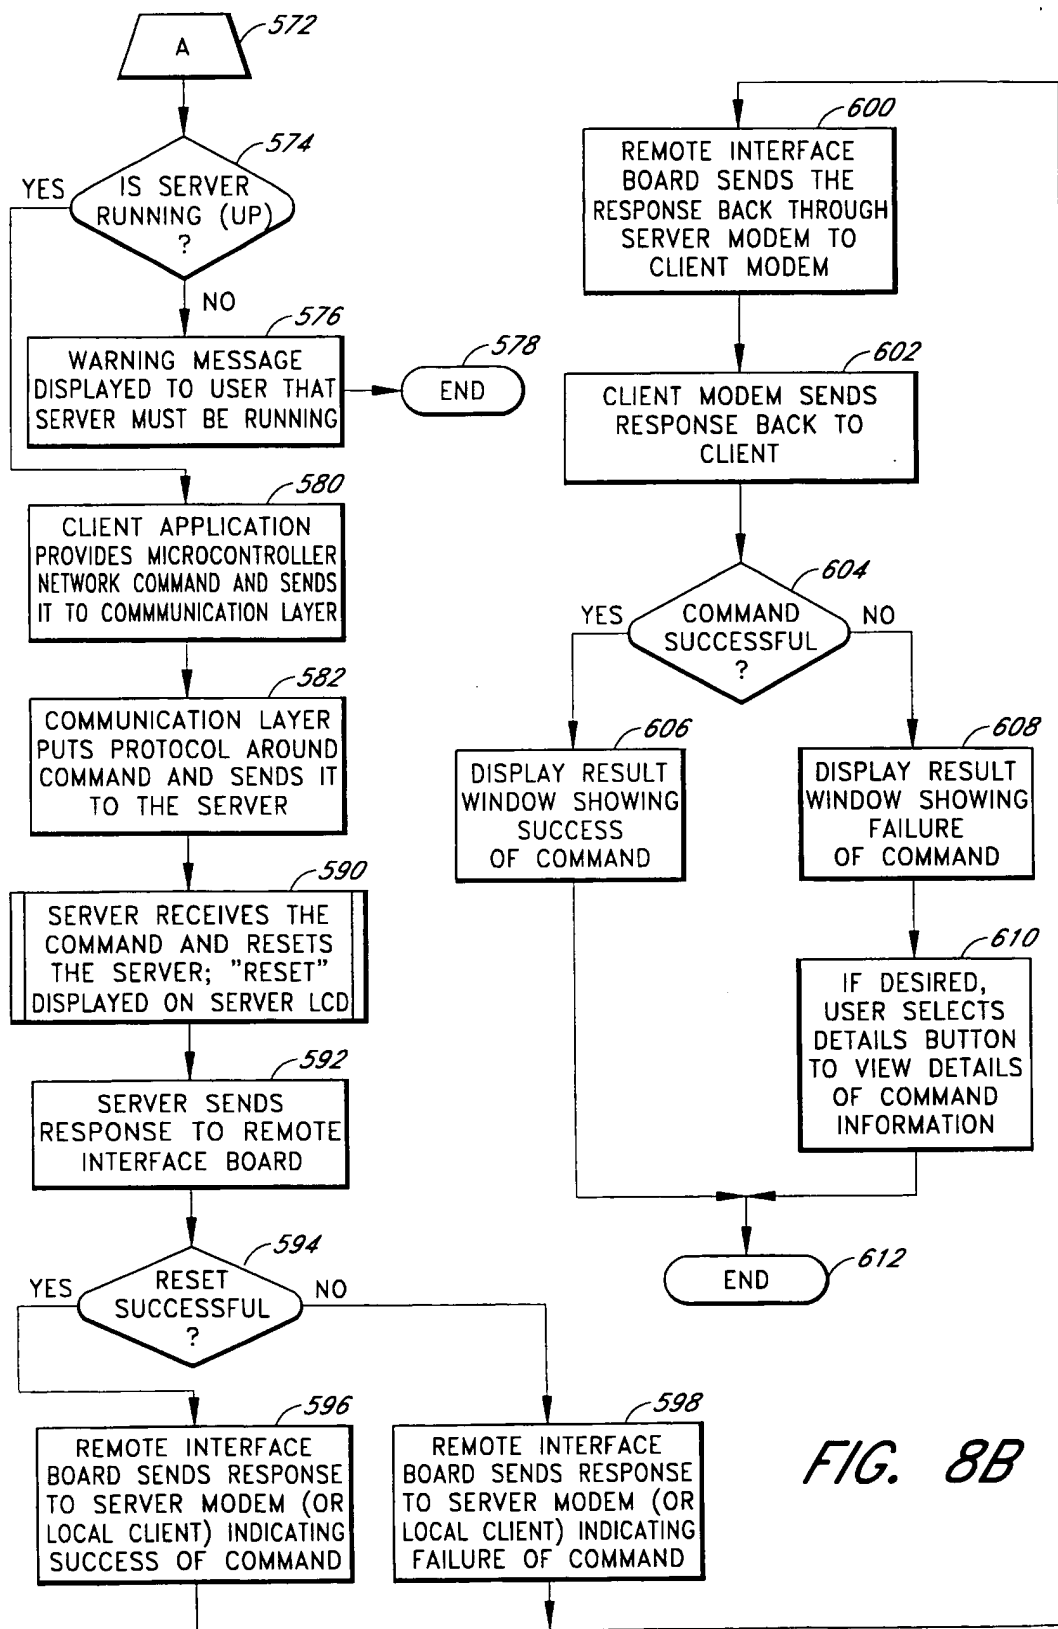 A
572
574
IS SERVER
RUNNING (UP)
?
YES
NO
576
WARNING MESSAGE
DISPLAYED TO USER THAT
SERVER MUST BE RUNNING
578
END
580
CLIENT APPLICATION
PROVIDES MICROCONTROLLER
NETWORK COMMAND AND SENDS
IT TO COMMMUNICATION LAYER
582
COMMUNICATION LAYER
PUTS PROTOCOL AROUND
COMMAND AND SENDS IT
TO THE SERVER
590
SERVER RECEIVES THE
COMMAND AND RESETS
THE SERVER; "RESET"
DISPLAYED ON SERVER LCD
592
SERVER SENDS
RESPONSE TO REMOTE
INTERFACE BOARD
594
YES
RESET
SUCCESSFUL
?
NO
596
REMOTE INTERFACE
BOARD SENDS RESPONSE
TO SERVER MODEM (OR
LOCAL CLIENT) INDICATING
SUCCESS OF COMMAND
598
REMOTE INTERFACE
BOARD SENDS RESPONSE
TO SERVER MODEM (OR
LOCAL CLIENT) INDICATING
FAILURE OF COMMAND
600
REMOTE INTERFACE
BOARD SENDS THE
RESPONSE BACK THROUGH
SERVER MODEM TO
CLIENT MODEM
602
CLIENT MODEM SENDS
RESPONSE BACK TO
CLIENT
604
YES
COMMAND
SUCCESSFUL
?
NO
606
DISPLAY RESULT
WINDOW SHOWING
SUCCESS
OF COMMAND
608
DISPLAY RESULT
WINDOW SHOWING
FAILURE
OF COMMAND
610
IF DESIRED,
USER SELECTS
DETAILS BUTTON
TO VIEW DETAILS
OF COMMAND
INFORMATION
END
612
FIG. 8B